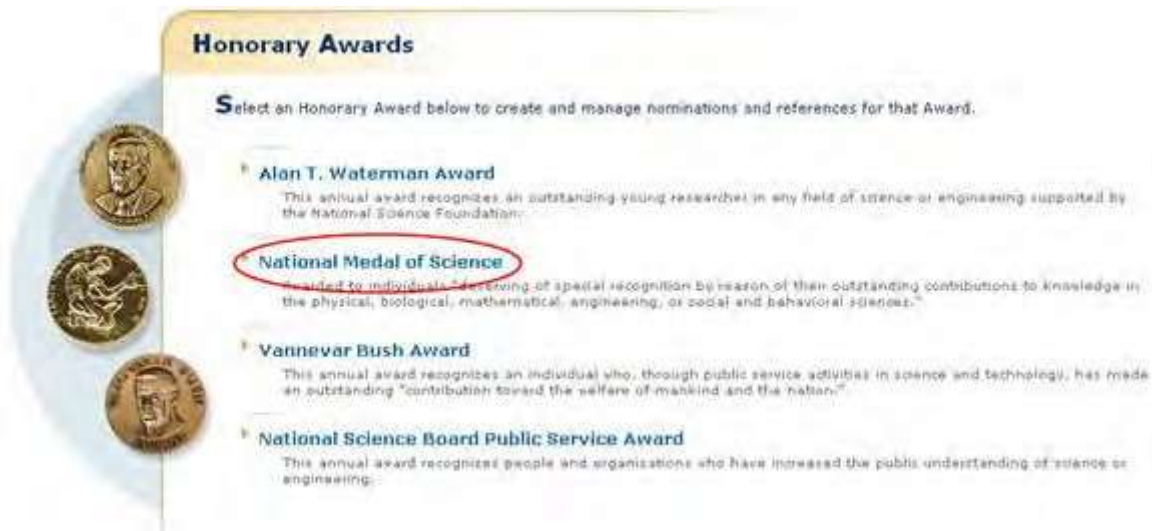 Honorary Awards
Select an Honorary Award below to create and manage nominations and references for that Award.
Alan T. Waterman Award
This annual award recognizes an outstanding young researcher in any field of science or engineering supported by
the National Science Foundation.
National Medal of Science
Awarded to individuals "deserving of special recognition by reason of their outstanding contributions to knowledge in
the physical, biological, mathematical, engineering, or social and behavioral sciences."
Vannevar Bush Award
This annual award recognizes an individual who, through public service activities in science and technology, has made
an outstanding "contribution toward the welfare of mankind and the nation."
National Science Board Public Service Award
This annual award recognizes people and organizations who have increased the public understanding of science or
engineering.